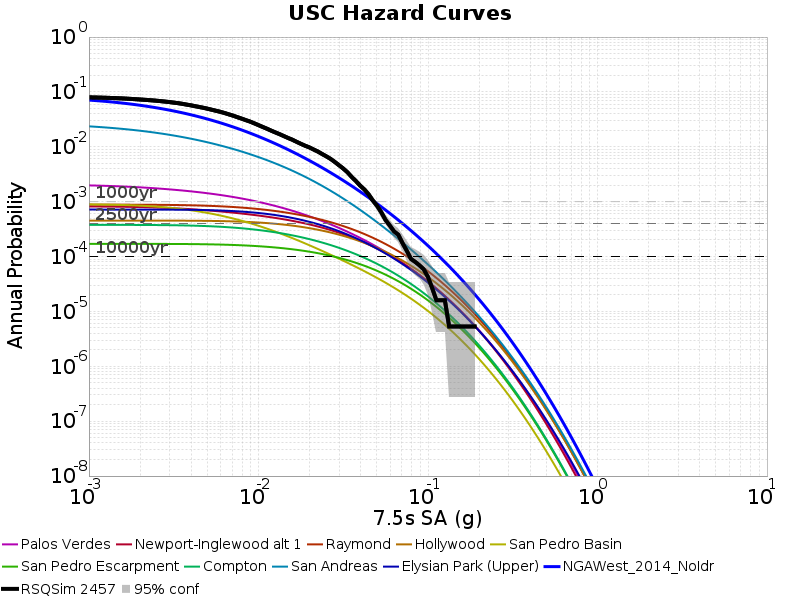 USC Hazard Curves
10^0
10^-1
10^-2
10^-3
10^-4
10^-5
10^-6
10^-7
10^-8
Annual Probability
1000yr
2500yr
10000yr
10^-3 10^-2 10^-1 10^0 10^1
7.5s SA (g)
Palos Verdes Newport-Inglewood alt 1 Raymond Hollywood San Pedro Basin
San Pedro Escarpment Compton San Andreas Elysian Park (Upper) NGAWest_2014_NoIdr
RSQSim 2457 95% conf